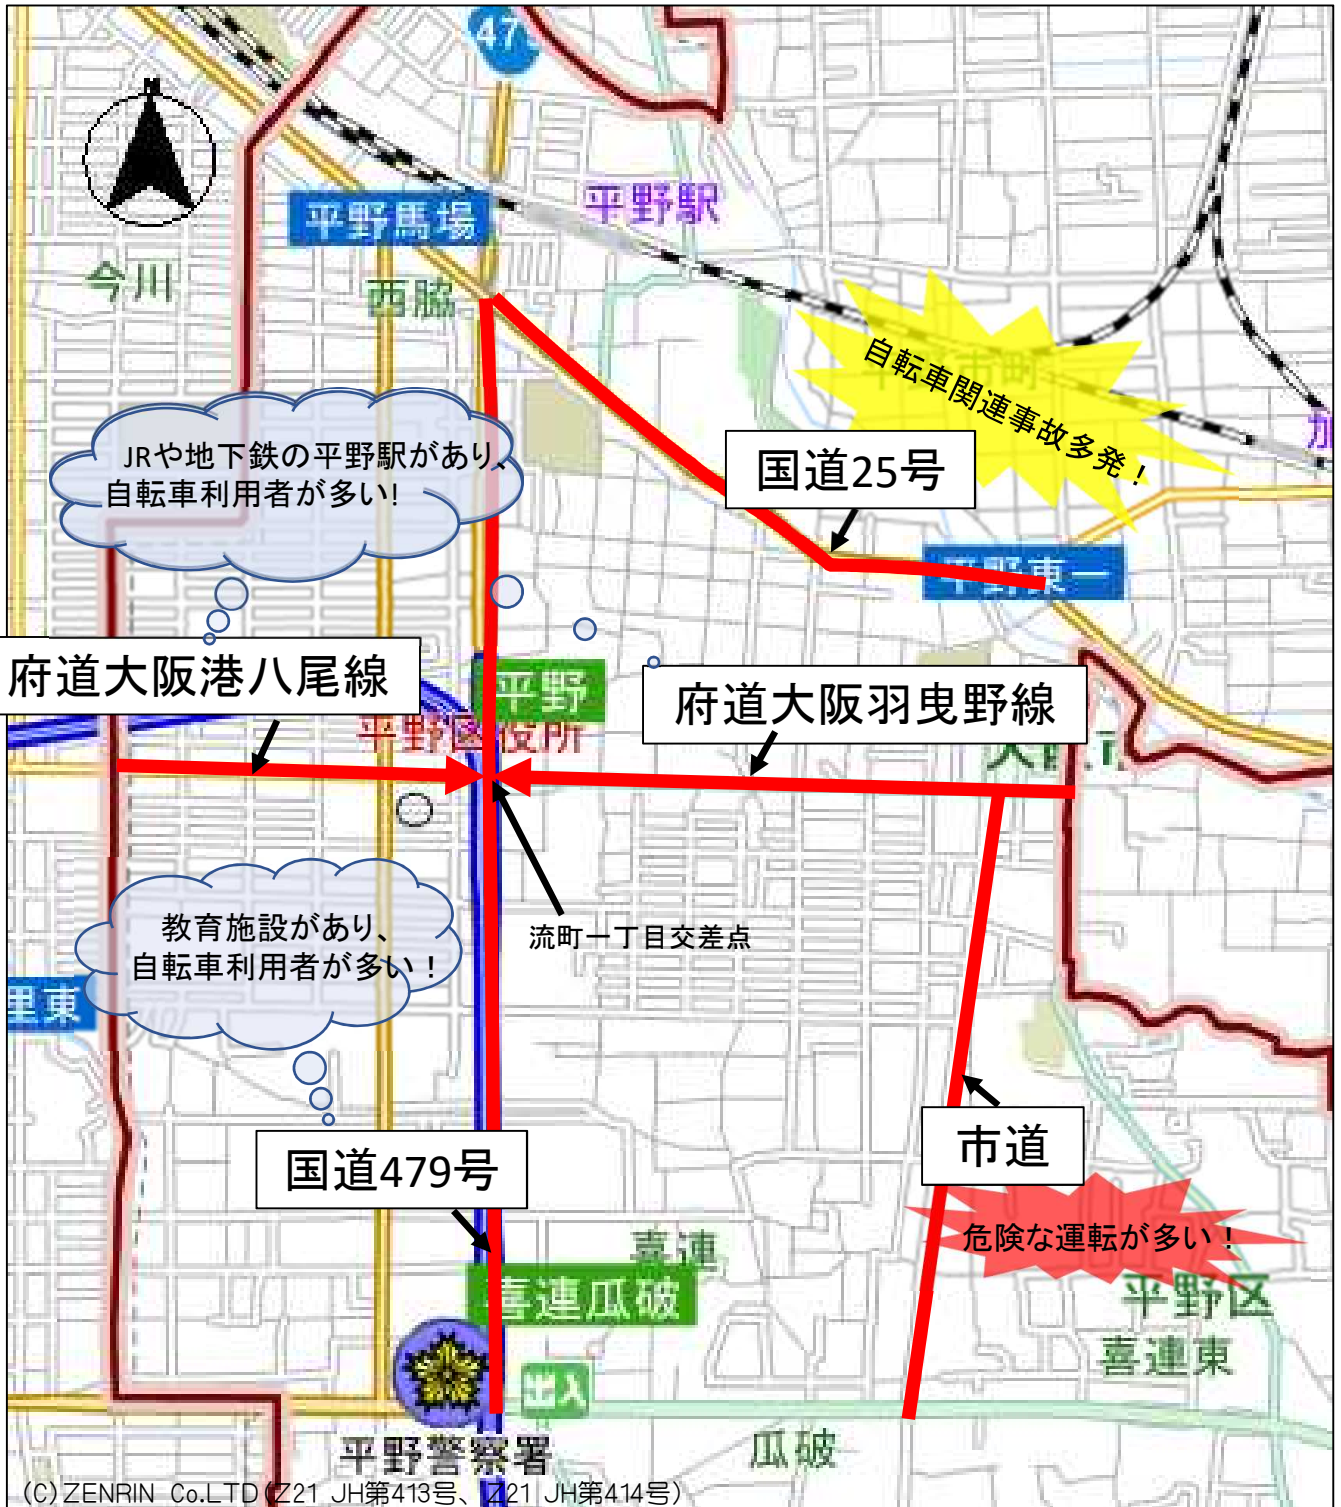 47
N
平野馬場
平野駅
今川
西脇
自転車関連事故多発！
JRや地下鉄の平野駅があり、
自転車利用者が多い!
国道25号
平野東一
府道大阪港八尾線
平野
府道大阪羽曳野線
平野区役所
流町一丁目交差点
教育施設があり、
自転車利用者が多い！
里東
市道
国道479号
危険な運転が多い！
喜連
喜連瓜破
平野区
喜連東
出入
平野警察署
瓜破
(C)ZENRIN Co.LTD(Z21 JH第413号、Z21 JH第414号)